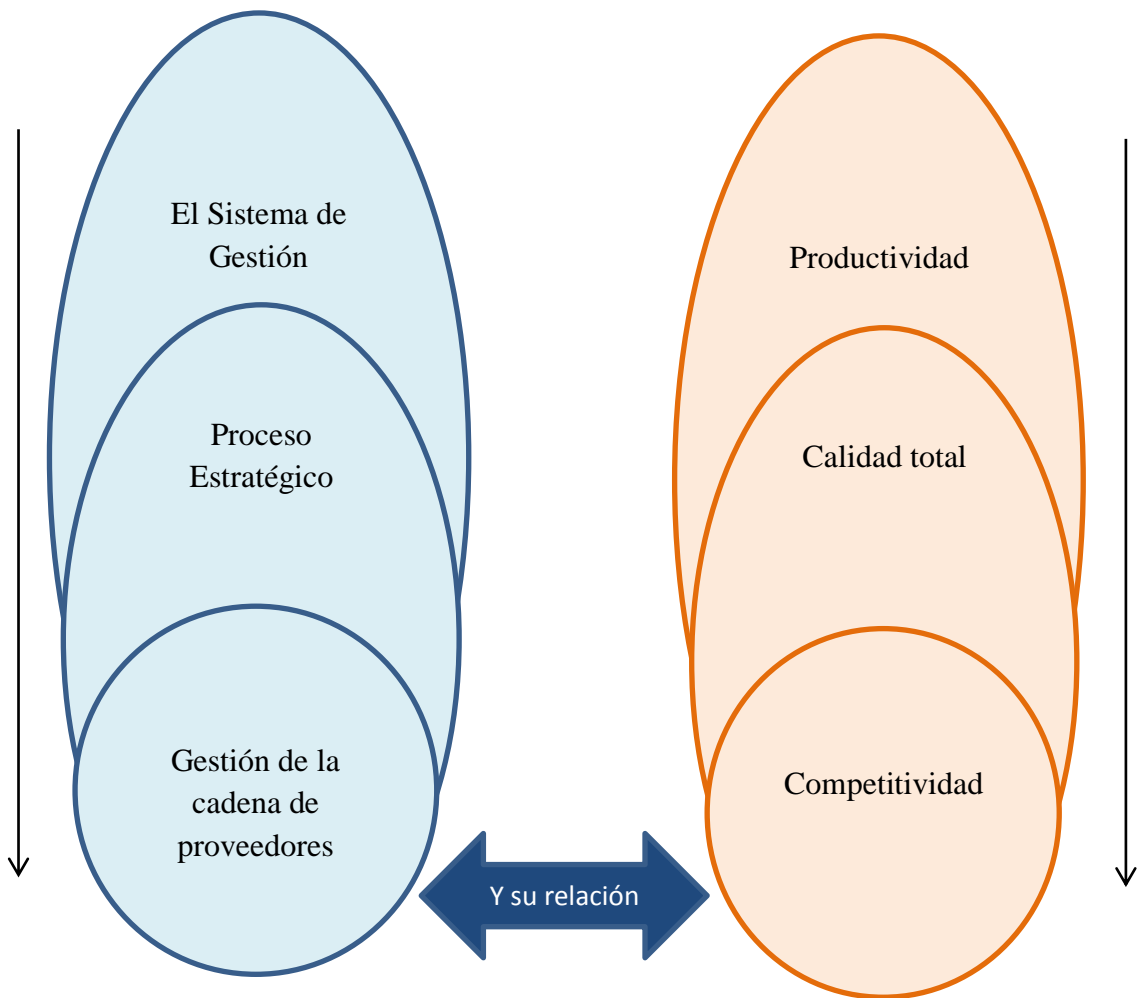 El Sistema de
Gestión
Proceso
Estratégico
Gestión de la
cadena de
proveedores
Productividad
Calidad total
Competitividad
Y su relación